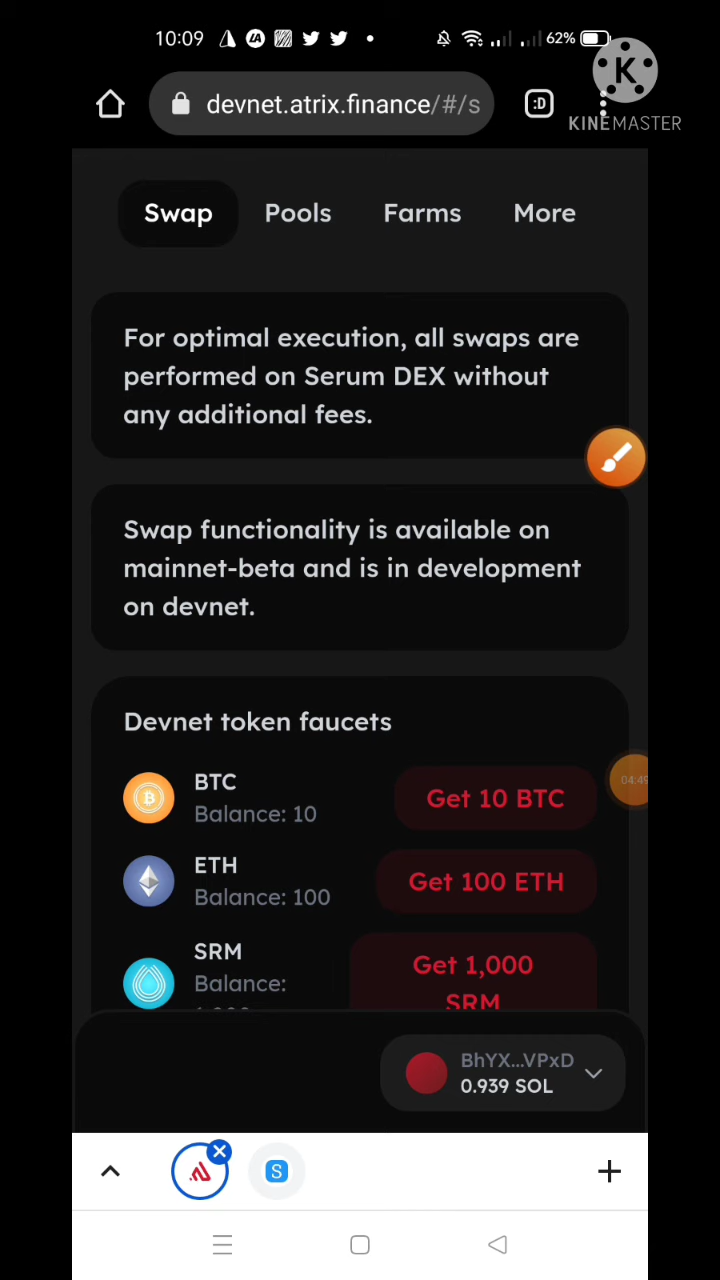 10:09
LA
62%
K
KINEMASTER
devnet.atrix.finance/#/s
:D
Swap Pools Farms More
For optimal execution, all swaps are
performed on Serum DEX without
any additional fees.
Swap functionality is available on
mainnet-beta and is in development
on devnet.
Devnet token faucets
BTC
Balance: 10
Get 10 BTC
ETH
Balance: 100
Get 100 ETH
SRM
Balance:
Get 1,000
SRM
04:49
BhYX...VPxD
0.939 SOL
S